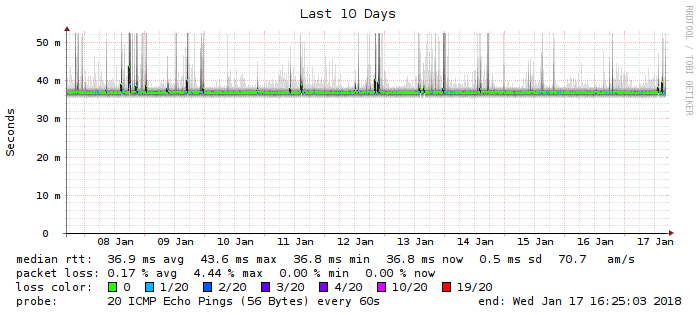 Last 10 Days
RRDTOOL / TOBI OETIKER
Seconds
50 m
40 m
30 m
20 m
10 m
0
08 Jan 09 Jan 10 Jan 11 Jan 12 Jan 13 Jan 14 Jan 15 Jan 16 Jan 17 Jan
median rtt: 36.9 ms avg 43.6 ms max 36.8 ms min 36.8 ms now 0.5 ms sd 70.7 am/s
packet loss: 0.17 % avg 4.44 % max 0.00 % min 0.00 % now
loss color: 0 1/20 2/20 3/20 4/20 10/20 19/20
probe: 20 ICMP Echo Pings (56 Bytes) every 60s end: Wed Jan 17 16:25:03 2018